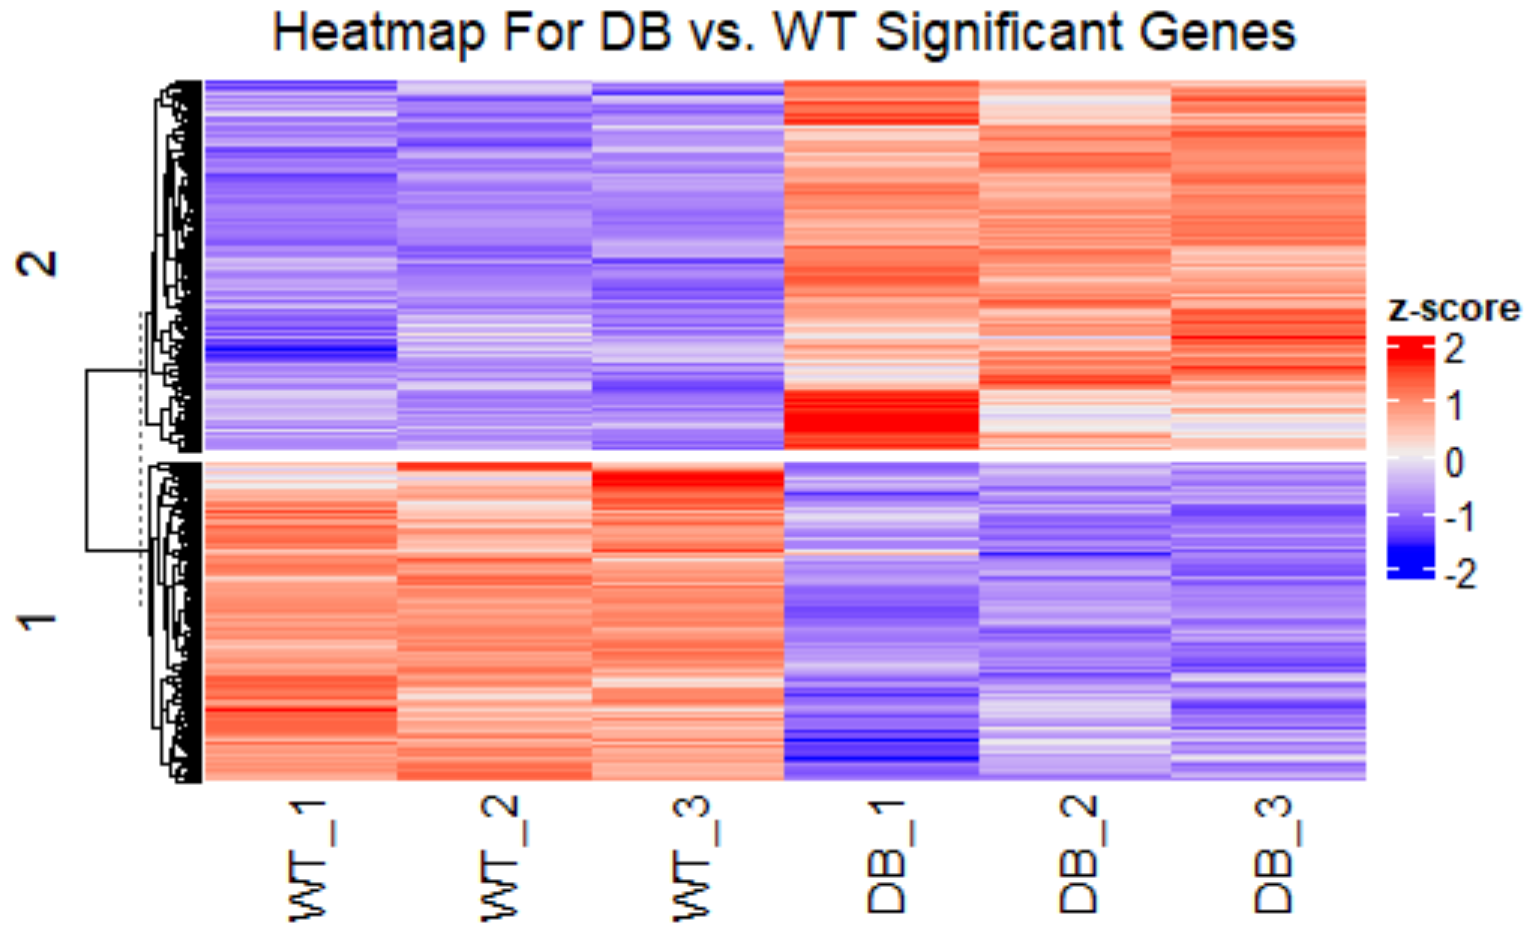 Heatmap For DB vs. WT Significant Genes
2
1
z-score
2
1
0
-1
-2
WT_1
WT_2
WT_3
DB_1
DB_2
DB_3